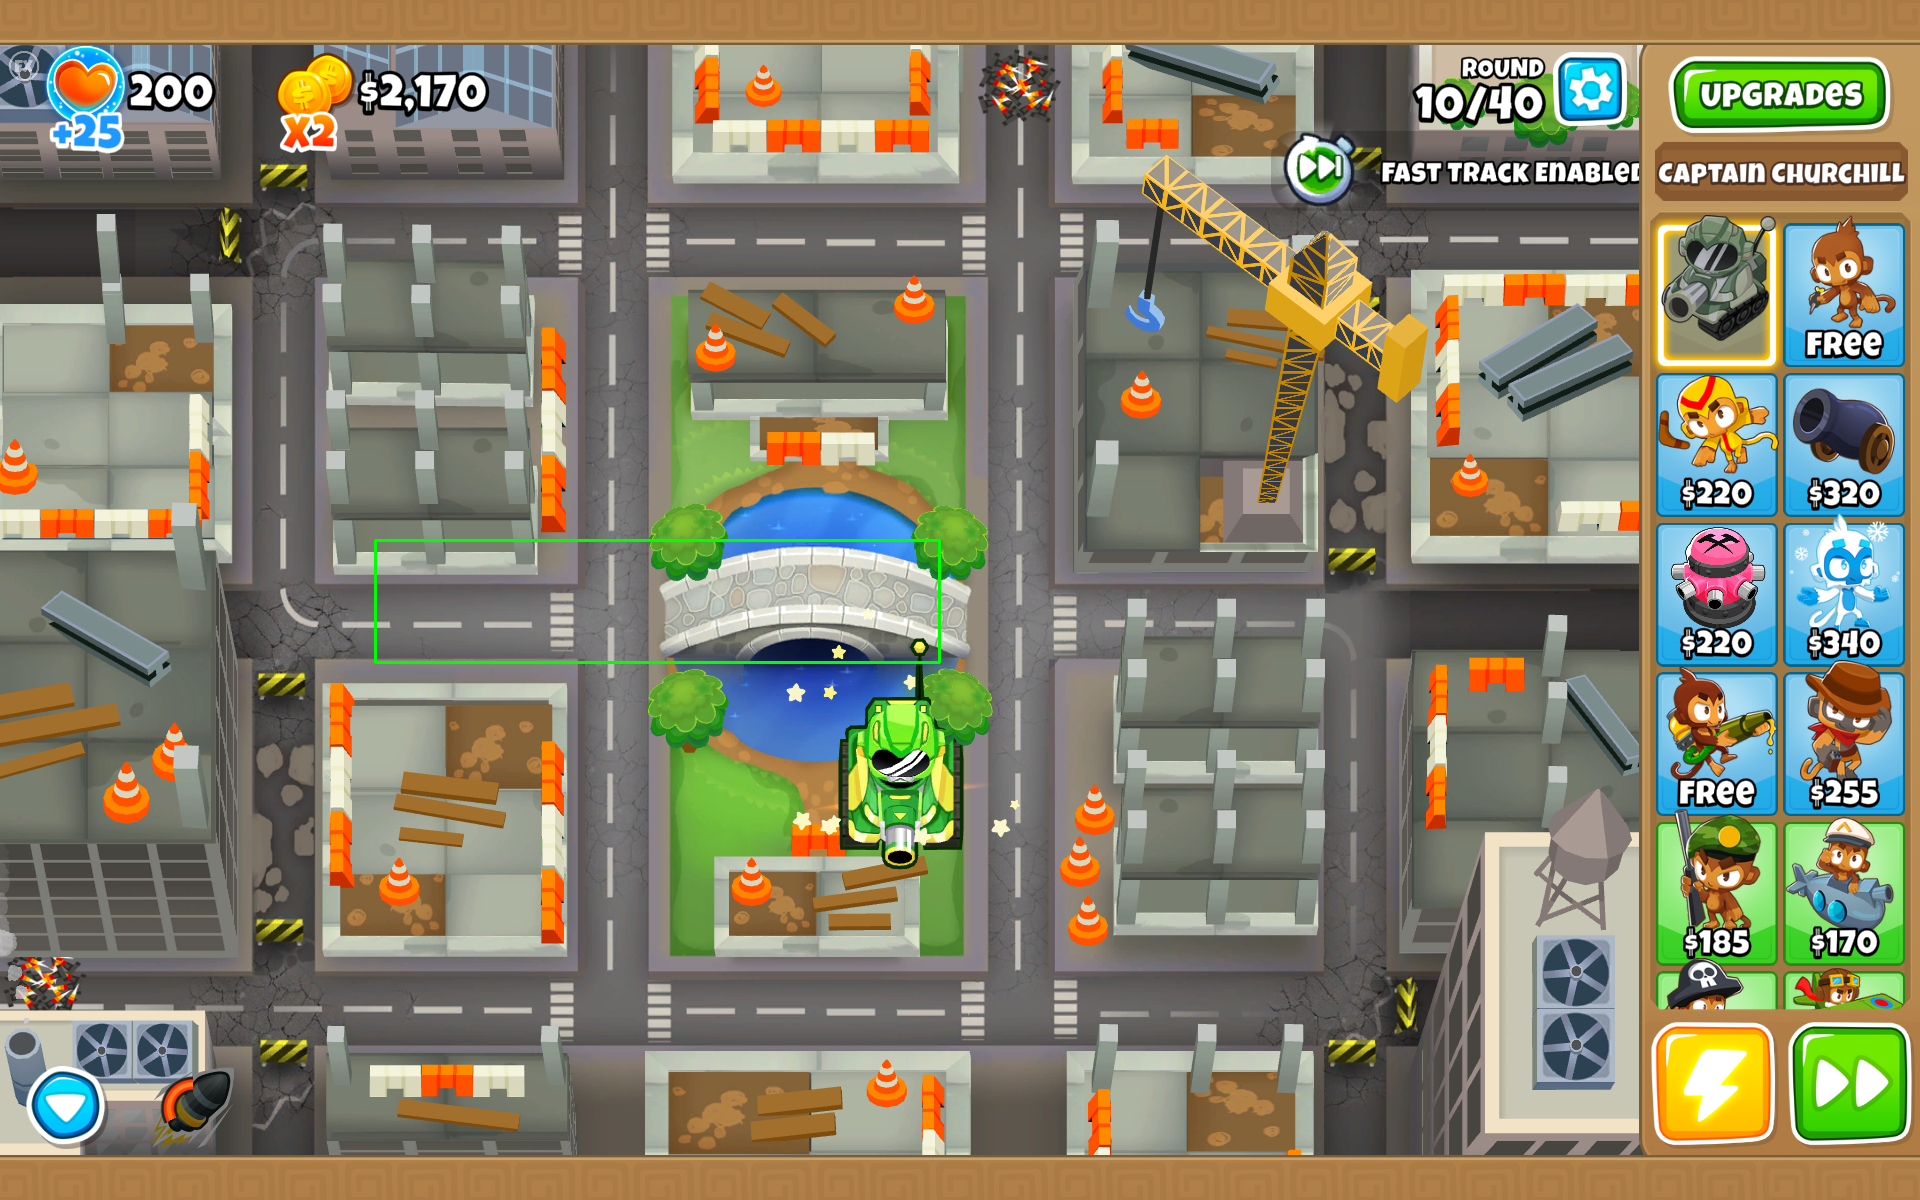 200
+25
X2
$2,170
ROUND
10/40
FAST TRACK ENABLED
UPGRADES
CAPTAIN CHURCHILL
FREE
$220
$320
$220
$340
FREE
$255
$185
$170